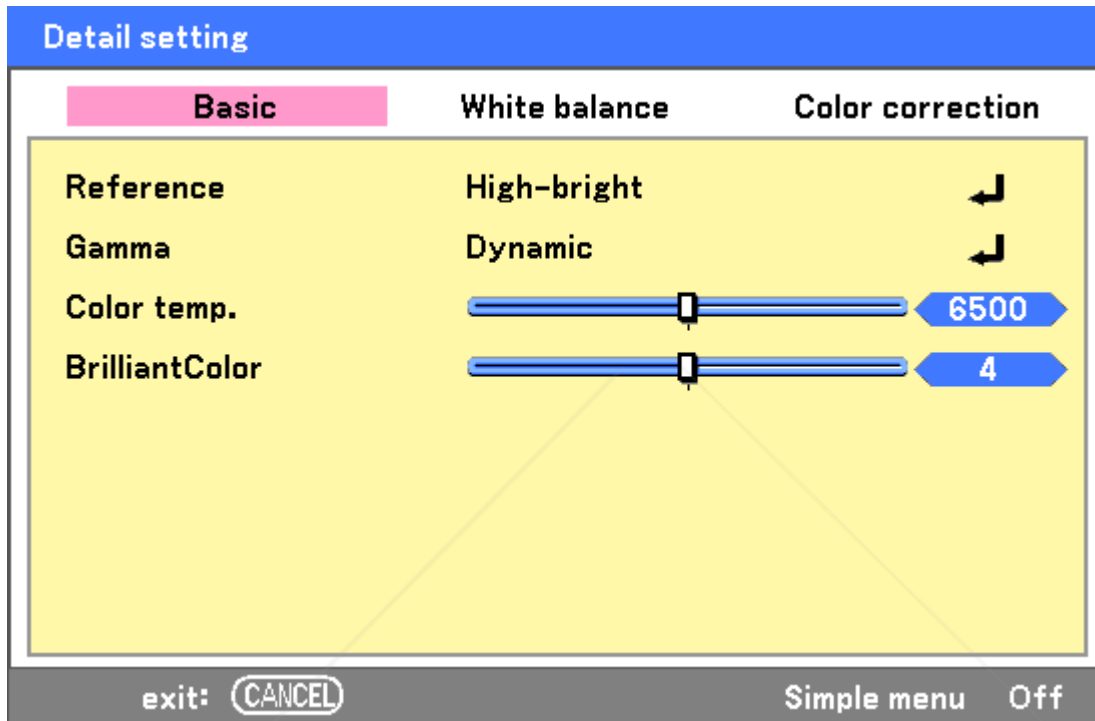 Detail setting
Basic White balance Color correction
Reference High-bright
Gamma Dynamic
Color temp. 6500
BrilliantColor 4
exit: CANCEL Simple menu Off